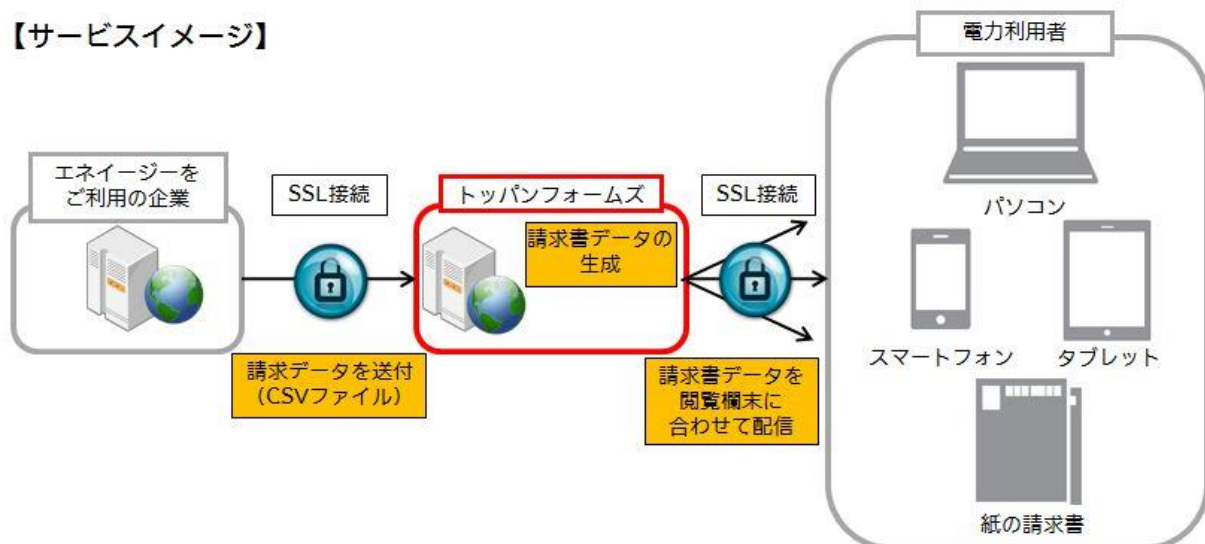 【サービスイメージ】
エネイージーを
ご利用の企業
SSL接続
請求データを送付
（CSVファイル）
トッパンフォームズ
請求書データの
生成
SSL接続
請求書データを
閲覧欄末に
合わせて配信
電力利用者
パソコン
スマートフォン
タブレット
紙の請求書